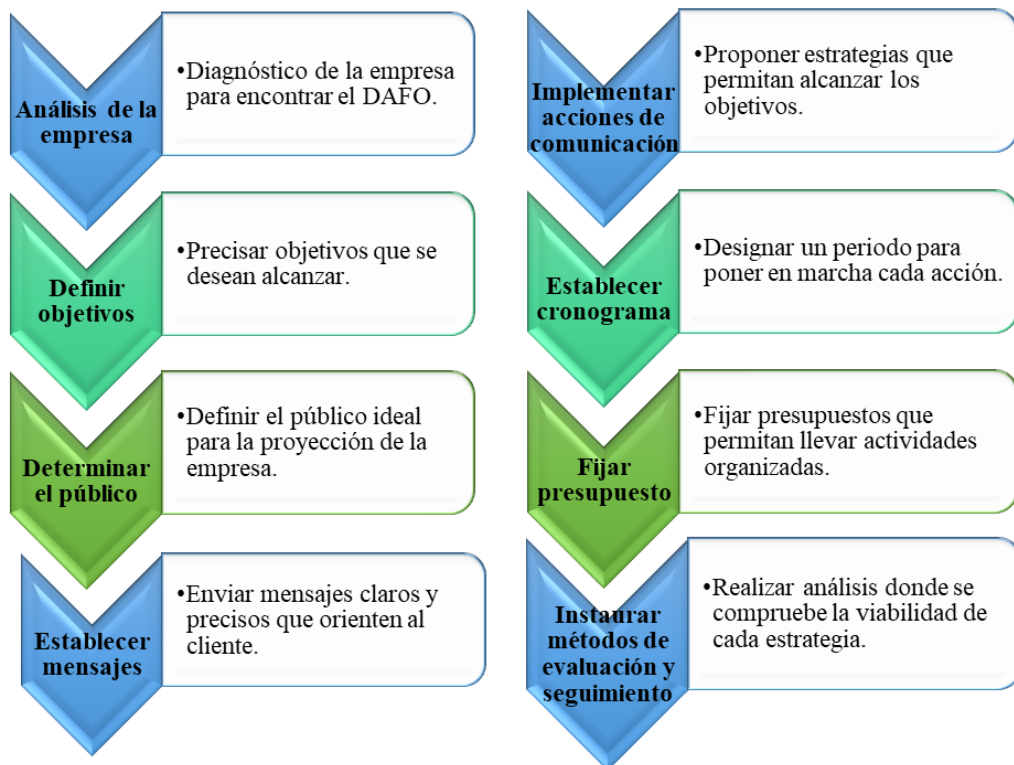 Análisis de la
empresa
•Diagnóstico de la empresa
para encontrar el DAFO.
Definir
objetivos
•Precisar objetivos que se
desean alcanzar.
Determinar
el público
•Definir el público ideal
para la proyección de la
empresa.
Establecer
mensajes
•Enviar mensajes claros y
precisos que orienten al
cliente.
Implementar
acciones de
comunicación
•Proponer estrategias que
permitan alcanzar los
objetivos.
Establecer
cronograma
•Designar un periodo para
poner en marcha cada acción.
Fijar
presupuesto
•Fijar presupuestos que
permitan llevar actividades
organizadas.
Instaurar
métodos de
evaluación y
seguimiento
•Realizar análisis donde se
compruebe la viabilidad de
cada estrategia.